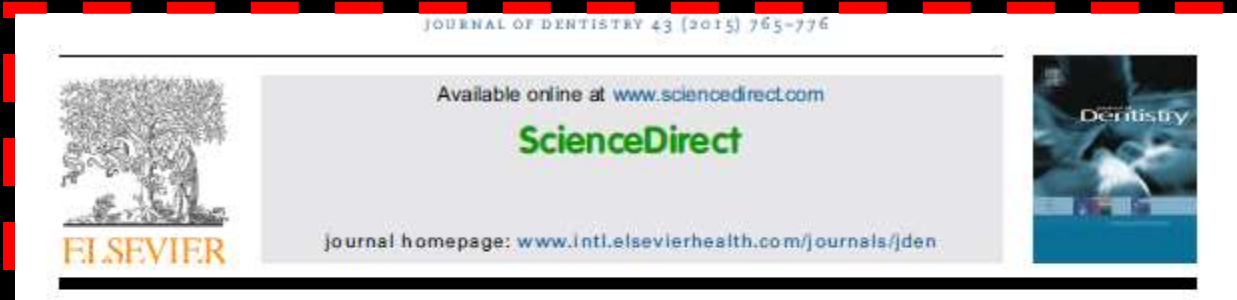 JOURNAL OF DENTISTRY 43 (2015) 765–776
Available online at www.sciencedirect.com
ScienceDirect
journal homepage: www.intl.elsevierhealth.com/journals/jden
ELSEVIER
Dentistry